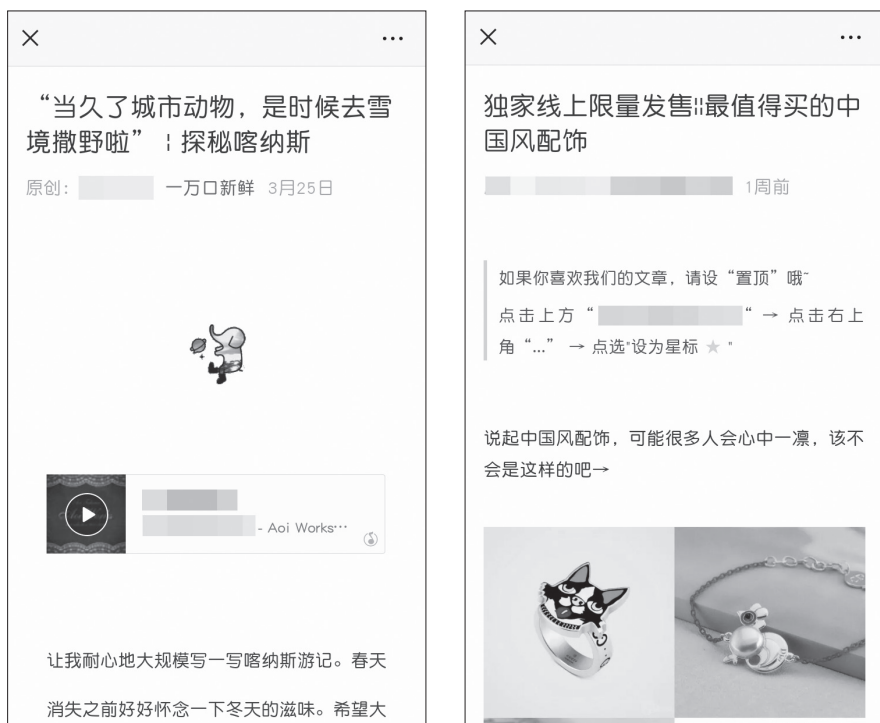 “当久了城市动物，是时候去雪
境撒野啦” ¦ 探秘喀纳斯
原创： 一万口新鲜 3月25日
- Aoi Works···
让我耐心地大规模写一写喀纳斯游记。春天
消失之前好好怀念一下冬天的滋味。希望大
独家线上限量发售¦¦最值得买的中
国风配饰
1周前
如果你喜欢我们的文章，请设“置顶”哦~
点击上方“ “ → 点击右上
角“...” → 点选"设为星标 ★ "
说起中国风配饰，可能很多人会心中一凛，该不
会是这样的吧→